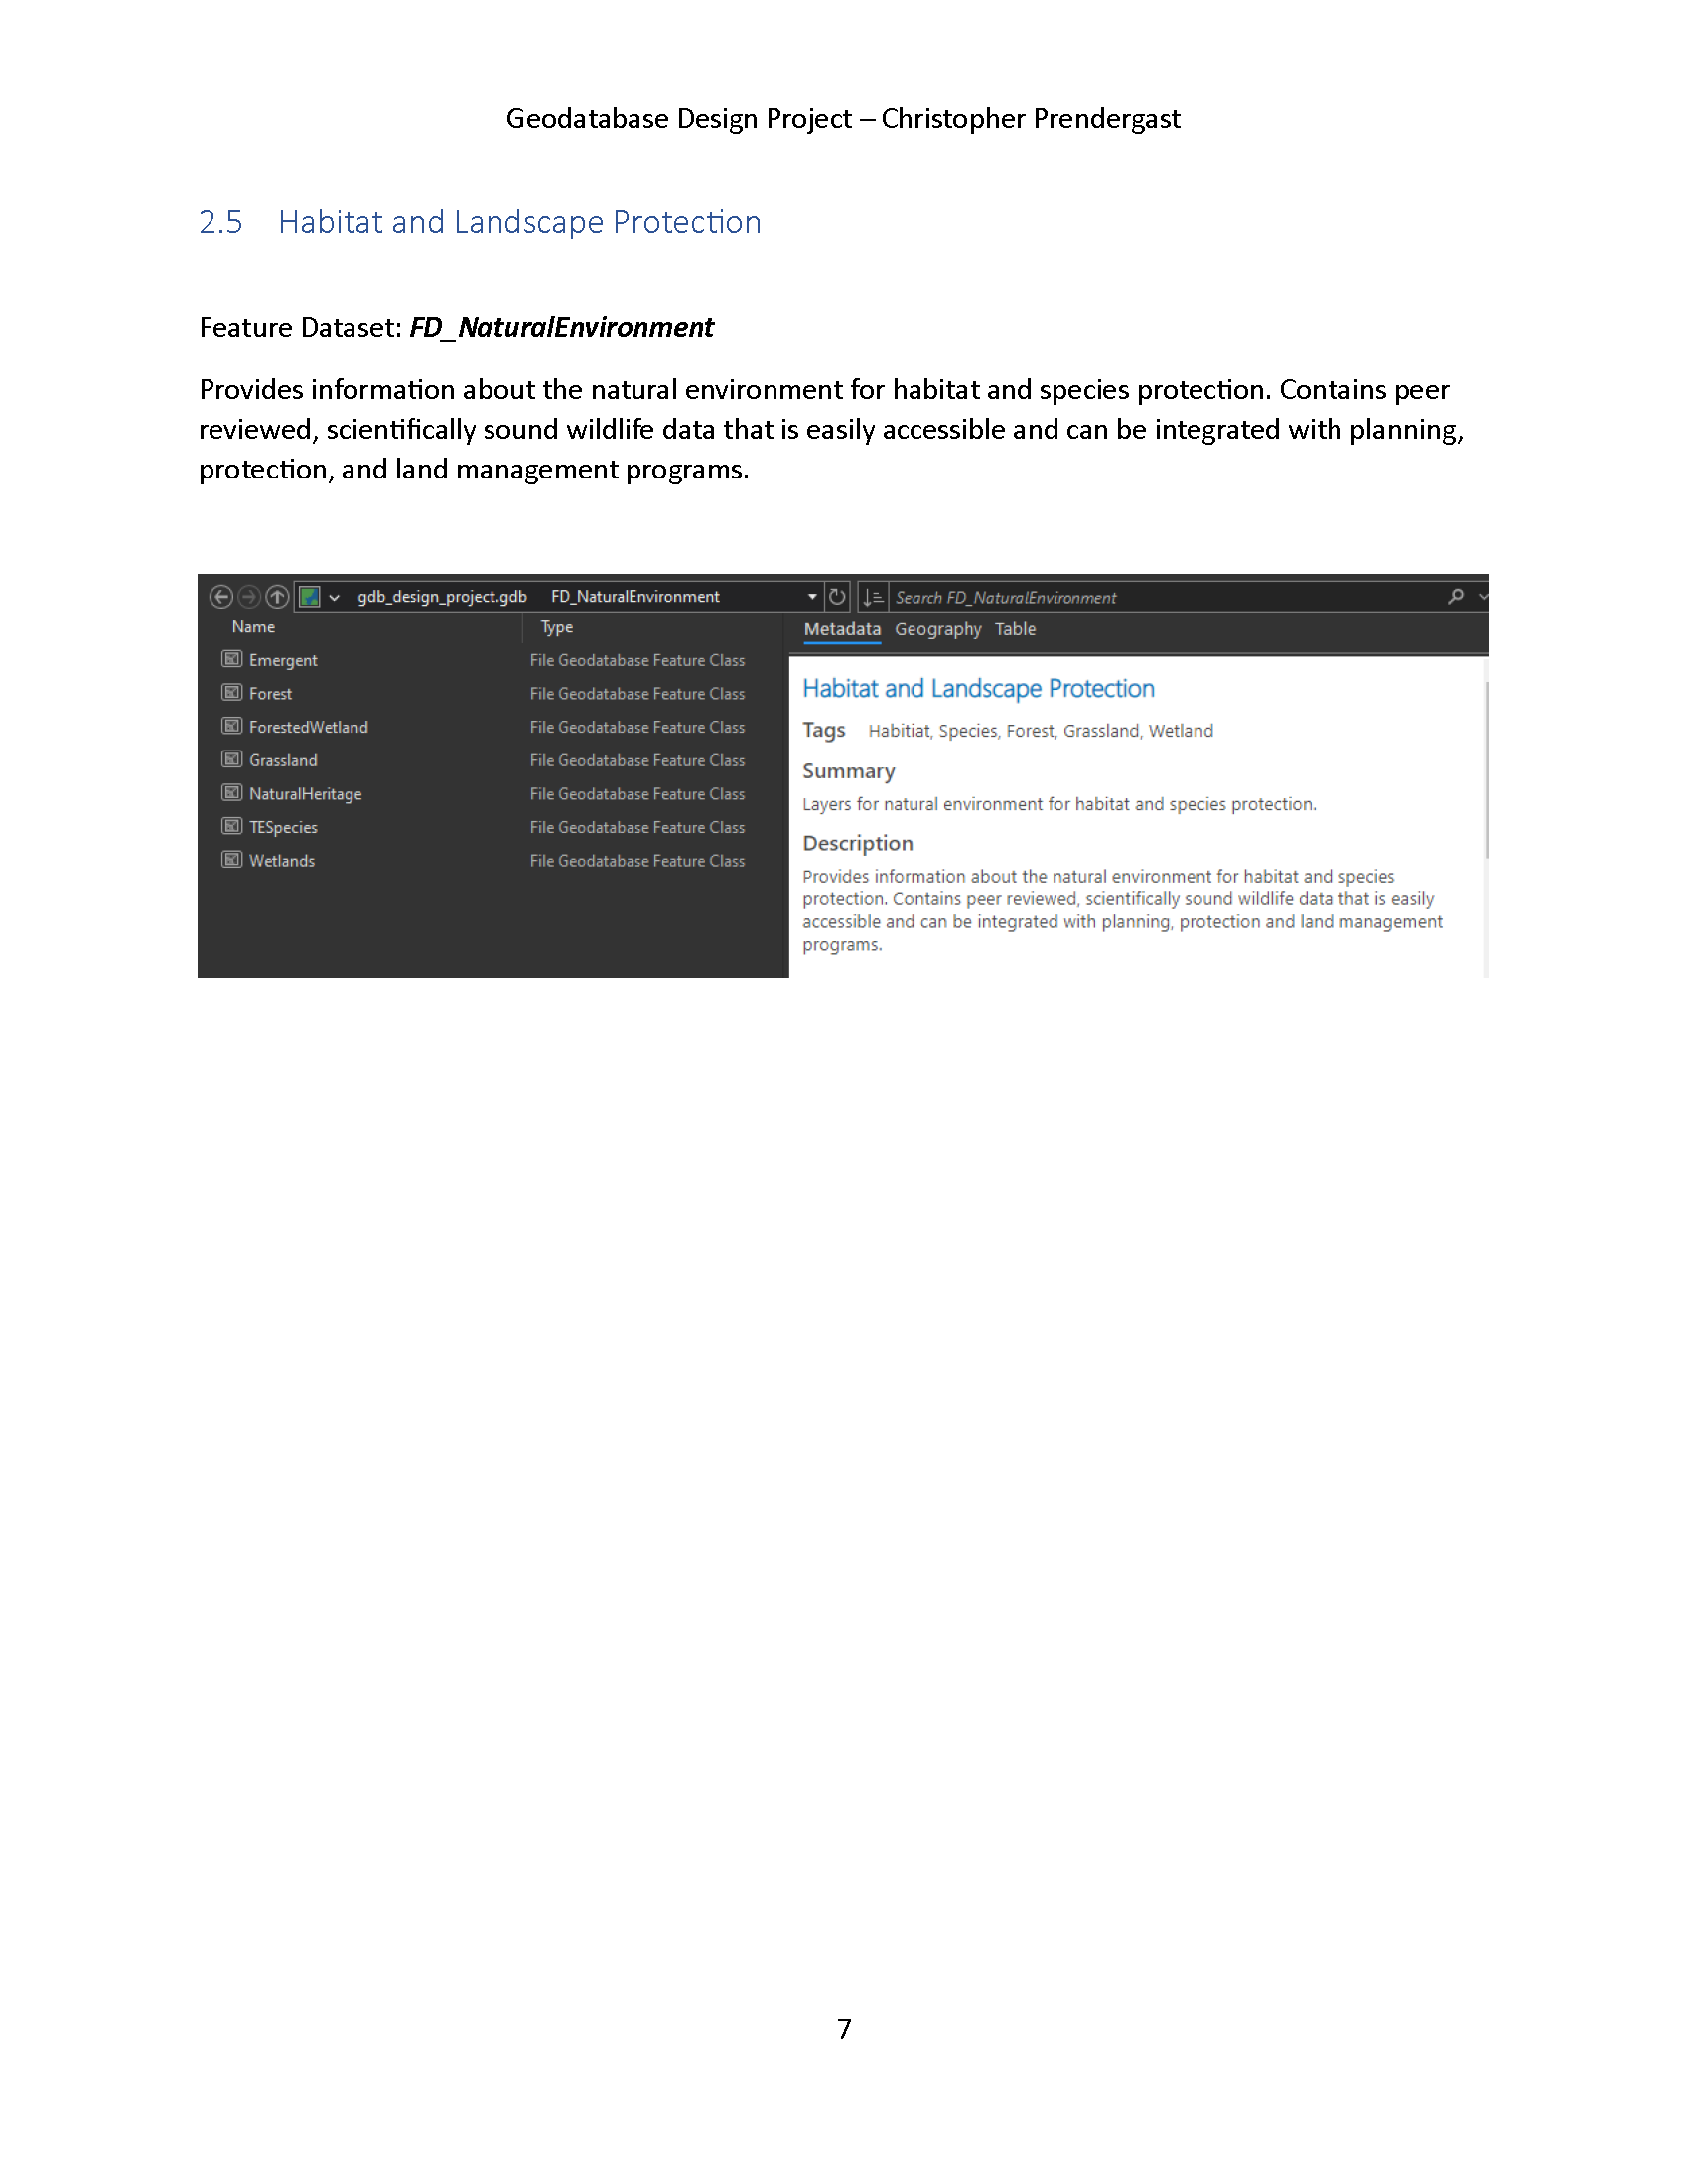 Geodatabase Design Project – Christopher Prendergast
2.5 Habitat and Landscape Protection
Feature Dataset: FD_NaturalEnvironment
Provides information about the natural environment for habitat and species protection. Contains peer
reviewed, scientifically sound wildlife data that is easily accessible and can be integrated with planning,
protection, and land management programs.
gdb_design_project.gdb FD_NaturalEnvironment Search FD_NaturalEnvironment
Name Type
Emergent File Geodatabase Feature Class
Forest File Geodatabase Feature Class
ForestedWetland File Geodatabase Feature Class
Grassland File Geodatabase Feature Class
NaturalHeritage File Geodatabase Feature Class
TESpecies File Geodatabase Feature Class
Wetlands File Geodatabase Feature Class
Metadata Geography Table
Habitat and Landscape Protection
Tags Habitiat, Species, Forest, Grassland, Wetland
Summary
Layers for natural environment for habitat and species protection.
Description
Provides information about the natural environment for habitat and species
protection. Contains peer reviewed, scientifically sound wildlife data that is easily
accessible and can be integrated with planning, protection and land management
programs.
7